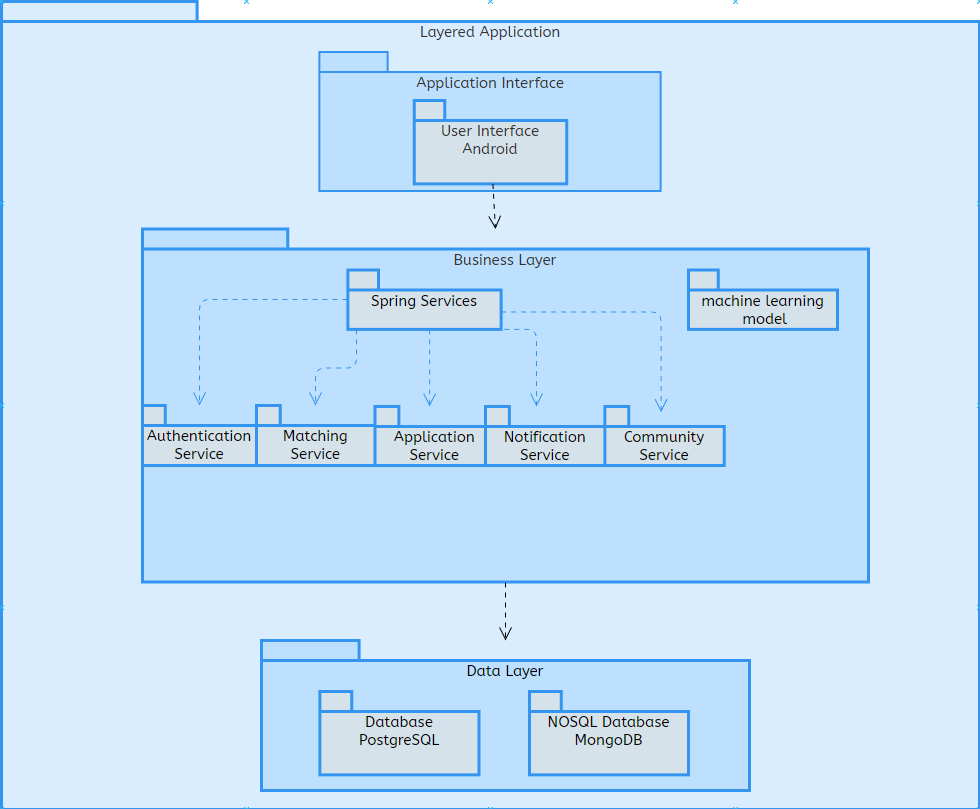 Layered Application
Application Interface
User Interface
Android
Business Layer
Spring Services
machine learning
model
Authentication
Service
Matching
Service
Application
Service
Notification
Service
Community
Service
Data Layer
Database
PostgreSQL
NOSQL Database
MongoDB